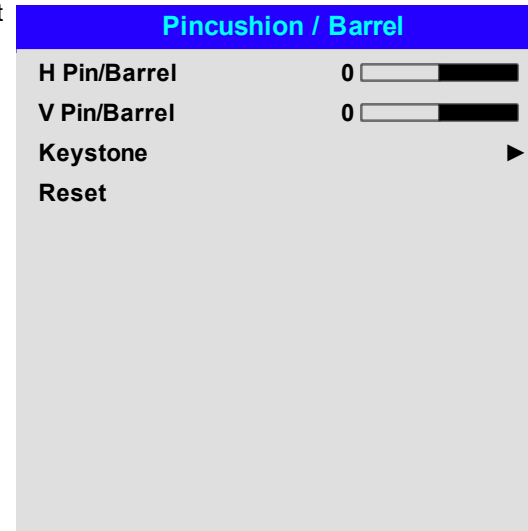 t
Pincushion / Barrel
H Pin/Barrel 0
V Pin/Barrel 0
Keystone
Reset